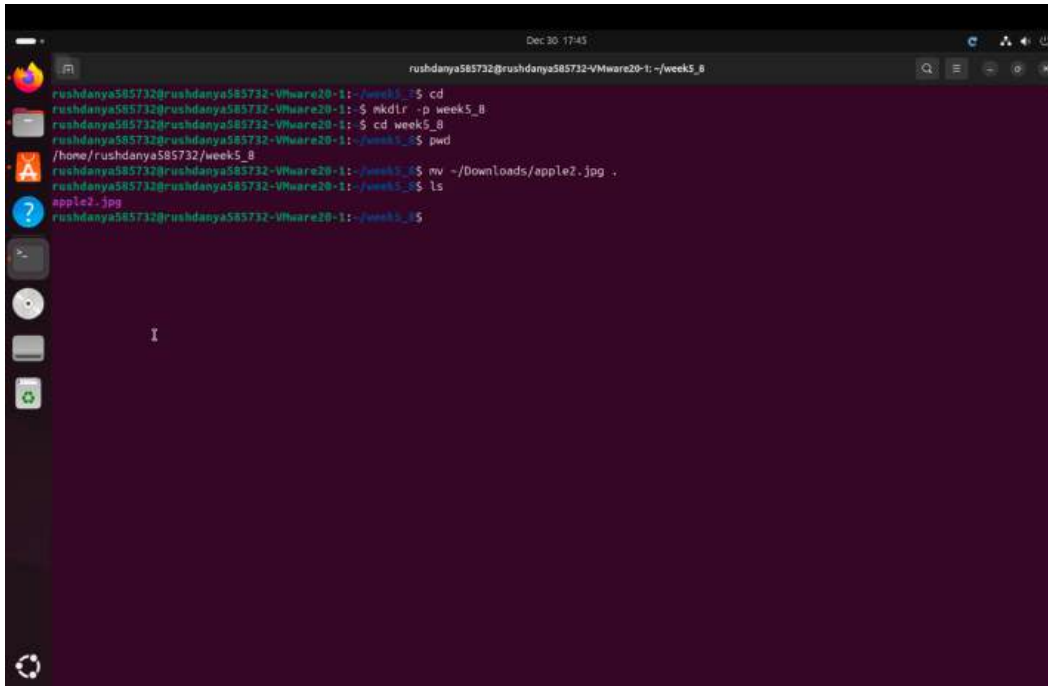 Dec 30 17:45
rushdanya585732@rushdanya585732-VMware20-1: ~/week5_8
rushdanya585732@rushdanya585732-VMware20-1:~/week5_7$ cd
rushdanya585732@rushdanya585732-VMware20-1:~$ mkdir -p week5_8
rushdanya585732@rushdanya585732-VMware20-1:~$ cd week5_8
rushdanya585732@rushdanya585732-VMware20-1:~/week5_8$ pwd
/home/rushdanya585732/week5_8
rushdanya585732@rushdanya585732-VMware20-1:~/week5_8$ mv ~/Downloads/apple2.jpg .
rushdanya585732@rushdanya585732-VMware20-1:~/week5_8$ ls
apple2.jpg
rushdanya585732@rushdanya585732-VMware20-1:~/week5_8$